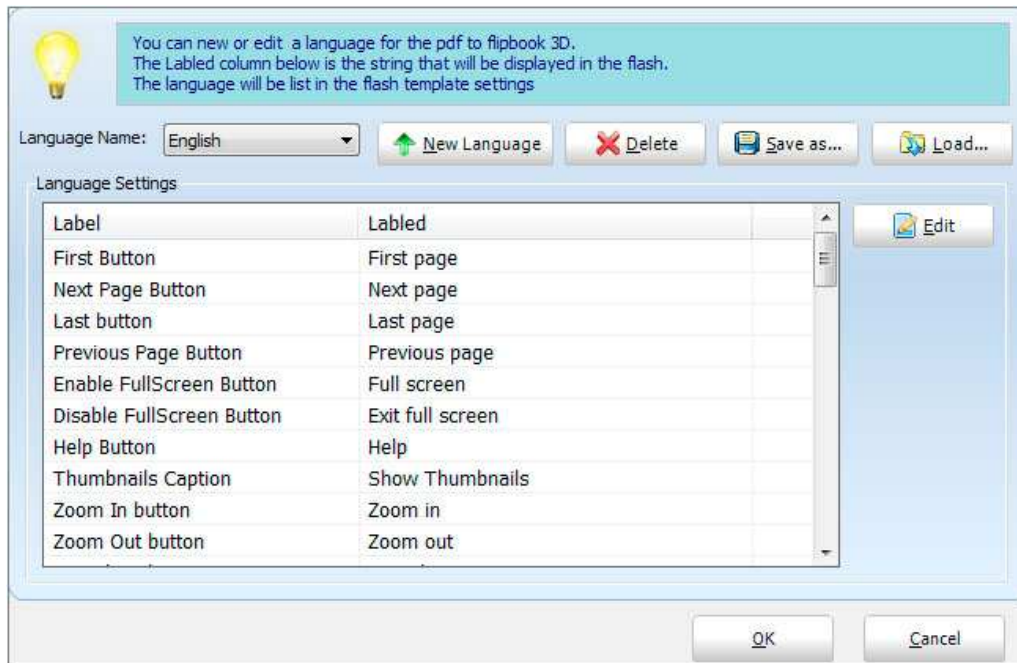 You can new or edit a language for the pdf to flipbook 3D.
The Labled column below is the string that will be displayed in the flash.
The language will be list in the flash template settings
Language Name: English New Language Delete Save as... Load...
Language Settings
Label Labled Edit
First Button First page
Next Page Button Next page
Last button Last page
Previous Page Button Previous page
Enable FullScreen Button Full screen
Disable FullScreen Button Exit full screen
Help Button Help
Thumbnails Caption Show Thumbnails
Zoom In button Zoom in
Zoom Out button Zoom out
OK Cancel